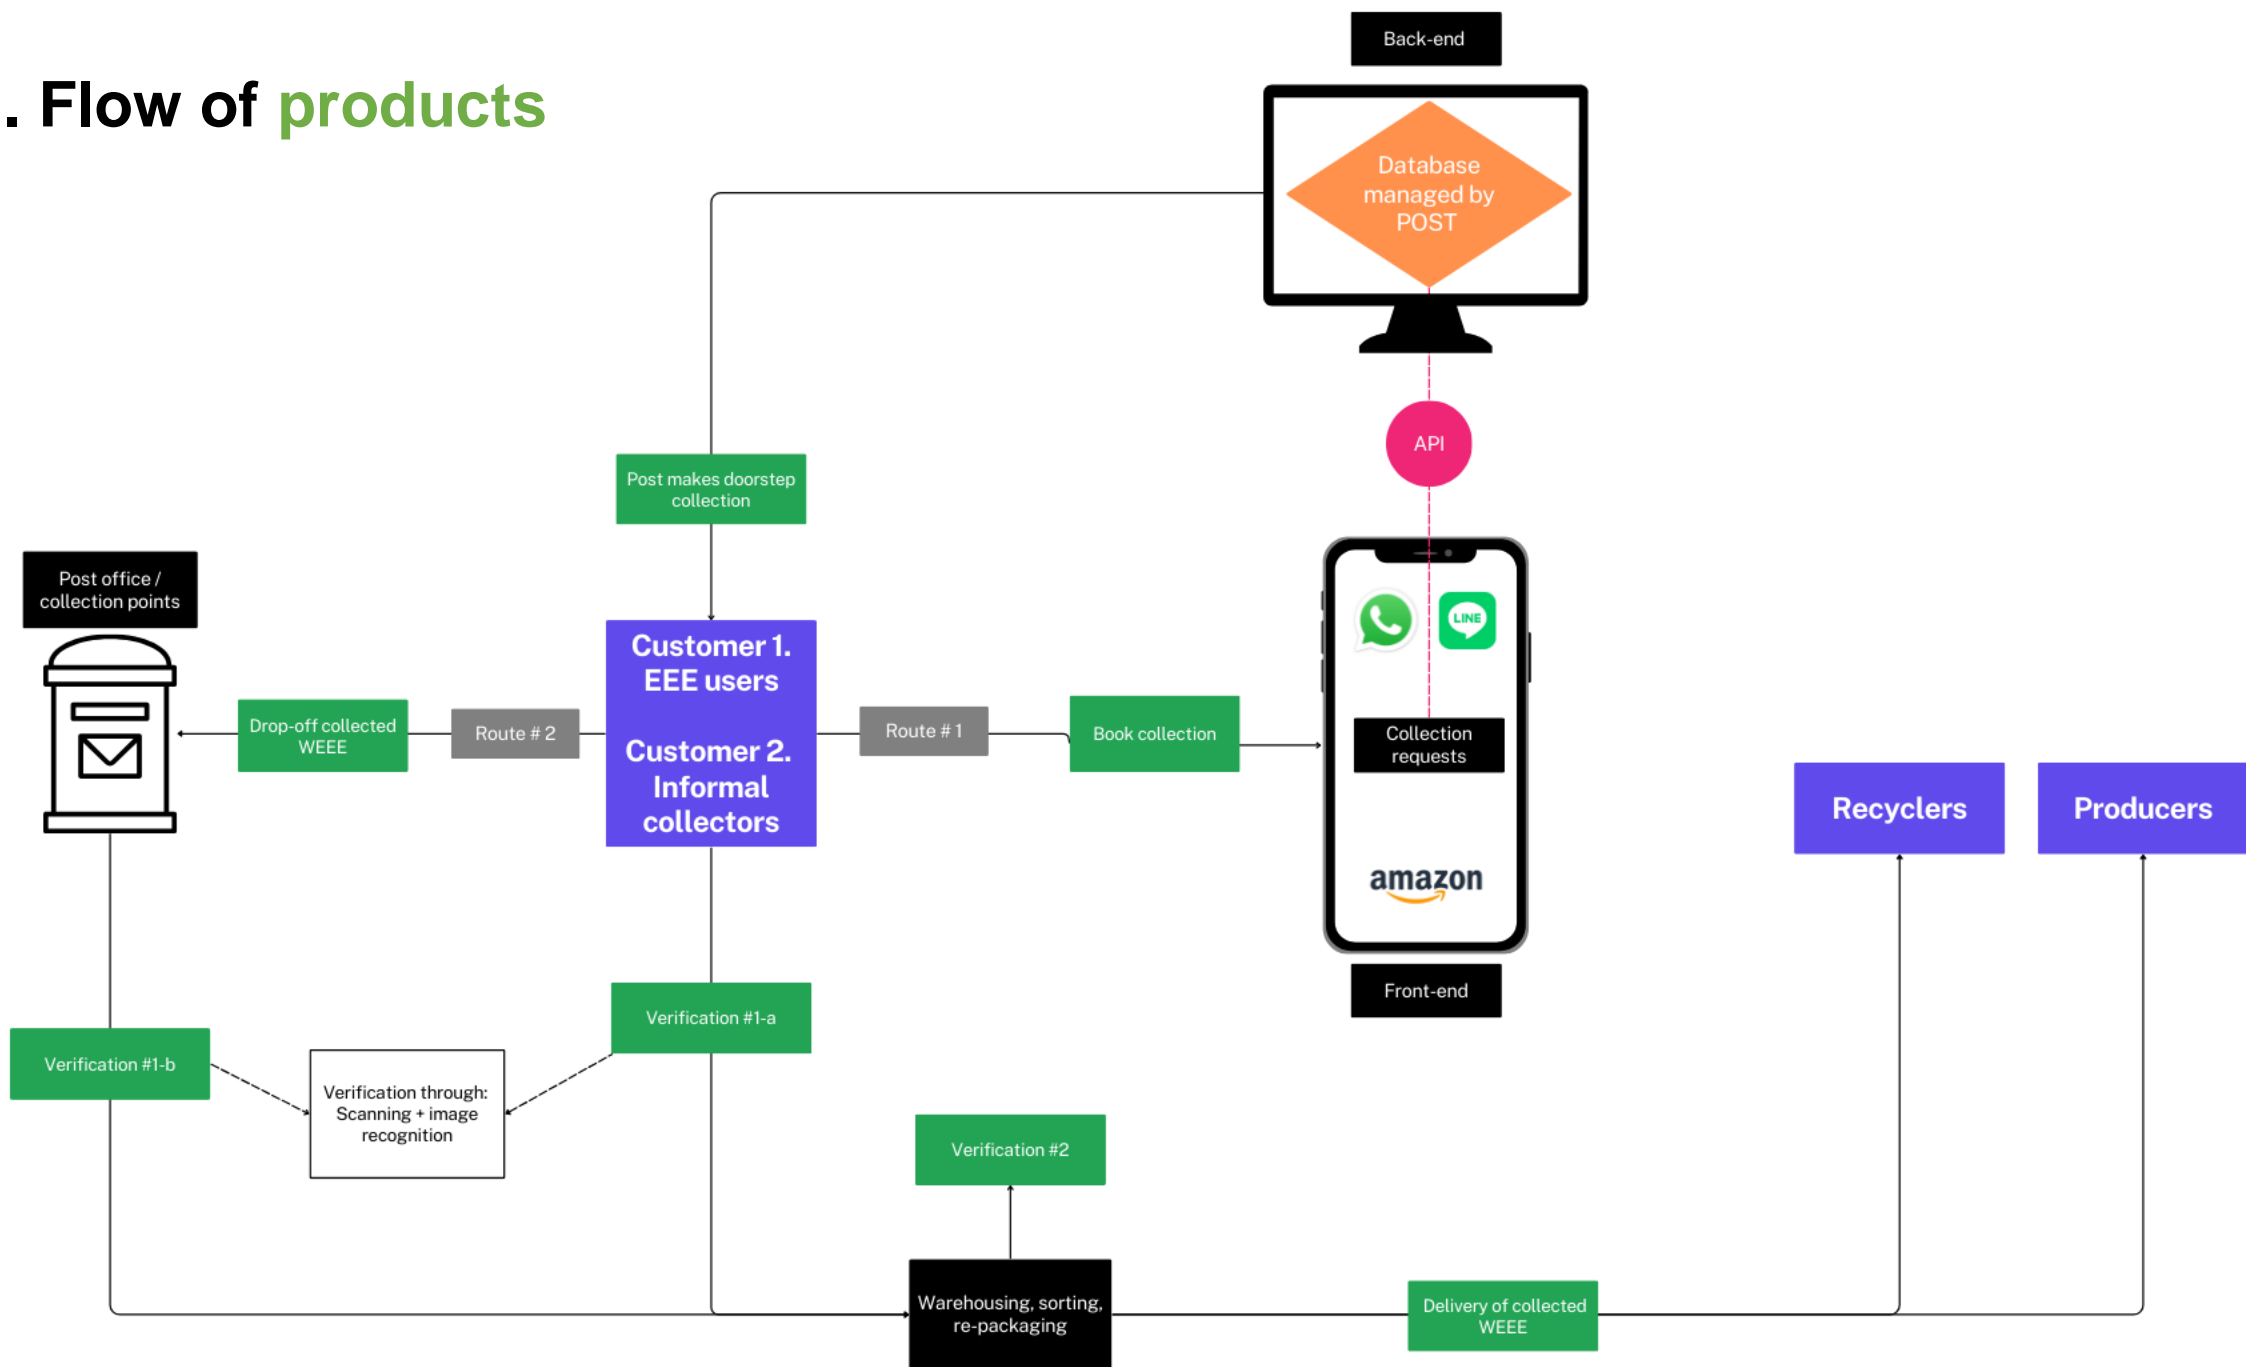 . Flow of products
Back-end
Database
managed by
POST
API
Post makes doorstep
collection
Post office /
collection points
Customer 1.
EEE users
Customer 2.
Informal
collectors
Drop-off collected
WEEE
Route # 2
Route # 1
Book collection
LINE
Collection
requests
amazon
Front-end
Recyclers
Producers
Verification #1-a
Verification #1-b
Verification through:
Scanning + image
recognition
Verification #2
Warehousing, sorting,
re-packaging
Delivery of collected
WEEE